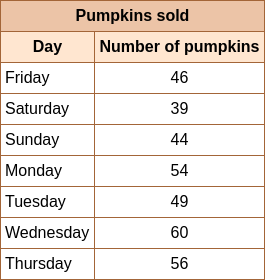 Pumpkins sold
Day Number of pumpkins
Friday 46
Saturday 39
Sunday 44
Monday 54
Tuesday 49
Wednesday 60
Thursday 56